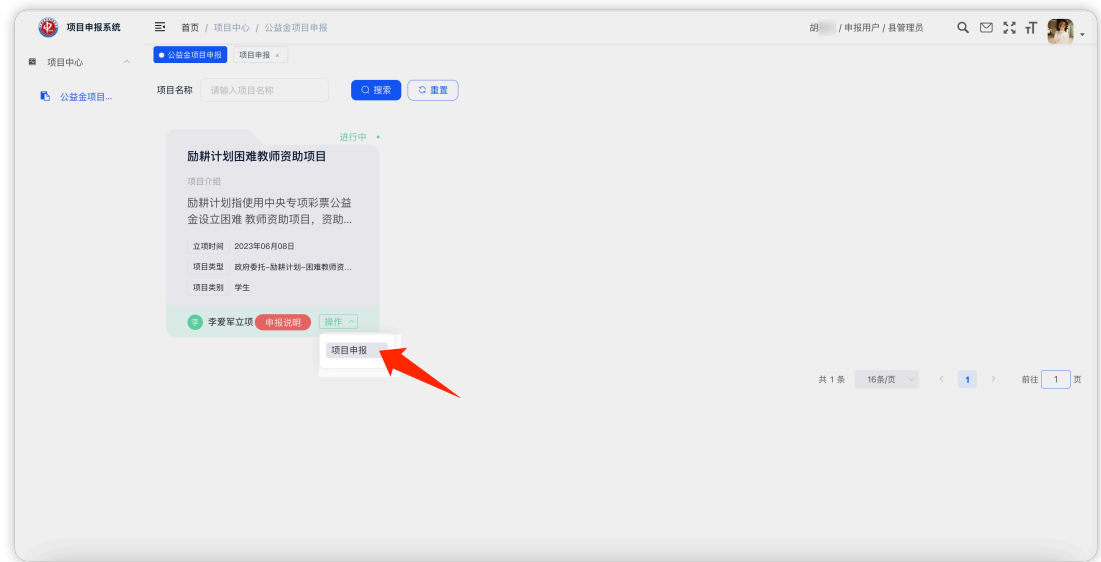 项目申报系统
首页 / 项目中心 / 公益金项目申报
胡 / 申报用户 / 县管理员
项目中心
公益金项目申报
项目申报 ×
公益金项目...
项目名称 请输入项目名称 搜索 重置
进行中
励耕计划困难教师资助项目
项目介绍
励耕计划指使用中央专项彩票公益
金设立困难 教师资助项目，资助...
立项时间 2023年06月08日
项目类型 政府委托-励耕计划-困难教师资...
项目类别 学生
李 李爱军立项 申报说明 操作
项目申报
共 1 条 16条/页 1 前往 1 页